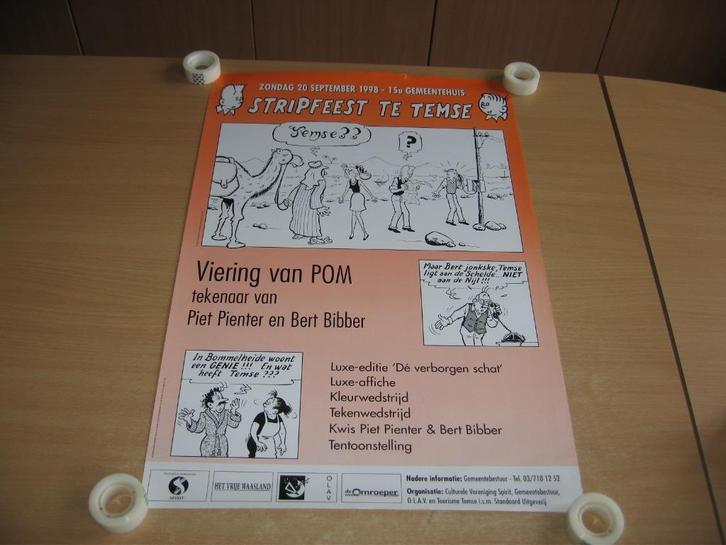 ZONDAG 20 SEPTEMBER 1998 - 15u GEMEENTEHUIS
STRIPFEEST TE TEMSE
Temse??
?
Viering van POM
tekenaar van
Piet Pienter en Bert Bibber
Maar Bert jonkske, Temse
ligt aan de Schelde.. NIET
aan de Nijl!!!
In Bommelheide woont
een GENIE!!! En wat
heeft Temse ???
Luxe-editie 'Dé verborgen schat'
Luxe-affiche
Kleurwedstrijd
Tekenwedstrijd
Kwis Piet Pienter & Bert Bibber
Tentoonstelling
SPIRIT
HET VRIJE WAASLAND
OLAV
de Omroeper
Nadere informatie: Gemeentebestuur - Tel. 03/710 12 52
Organisatie: Culturele Vereniging Spirit, Gemeentebestuur,
O.L.A.V. en Toerisme Temse i.s.m. Standaard Uitgeverij